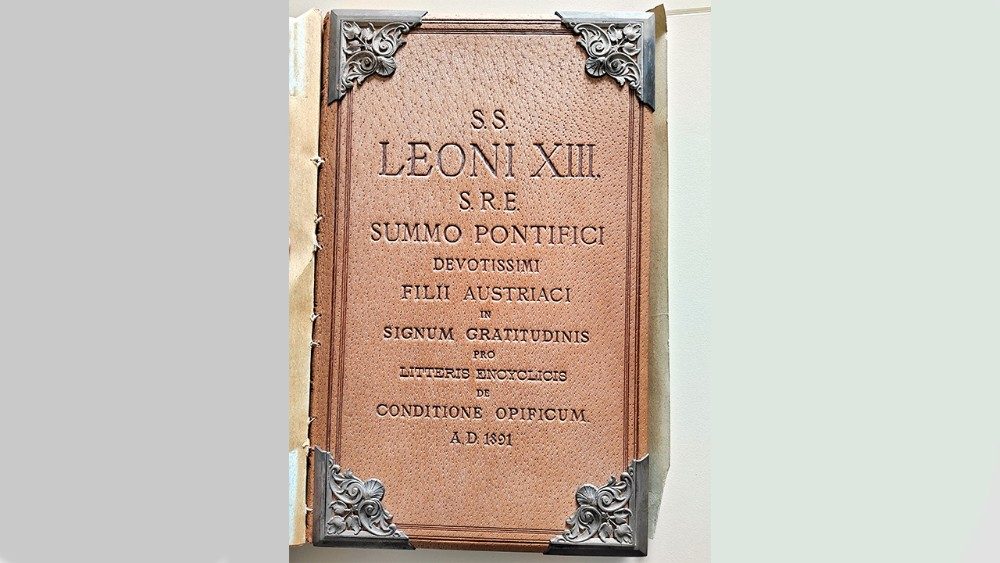 S. S.
LEONI XIII.
S. R. E.
SUMMO PONTIFICI
DEVOTISSIMI
FILII AUSTRIACI
IN
SIGNUM GRATITUDINIS
PRO
LITTERIS ENCYCLICIS
DE
CONDITIONE OPIFICUM.
A. D. 1891